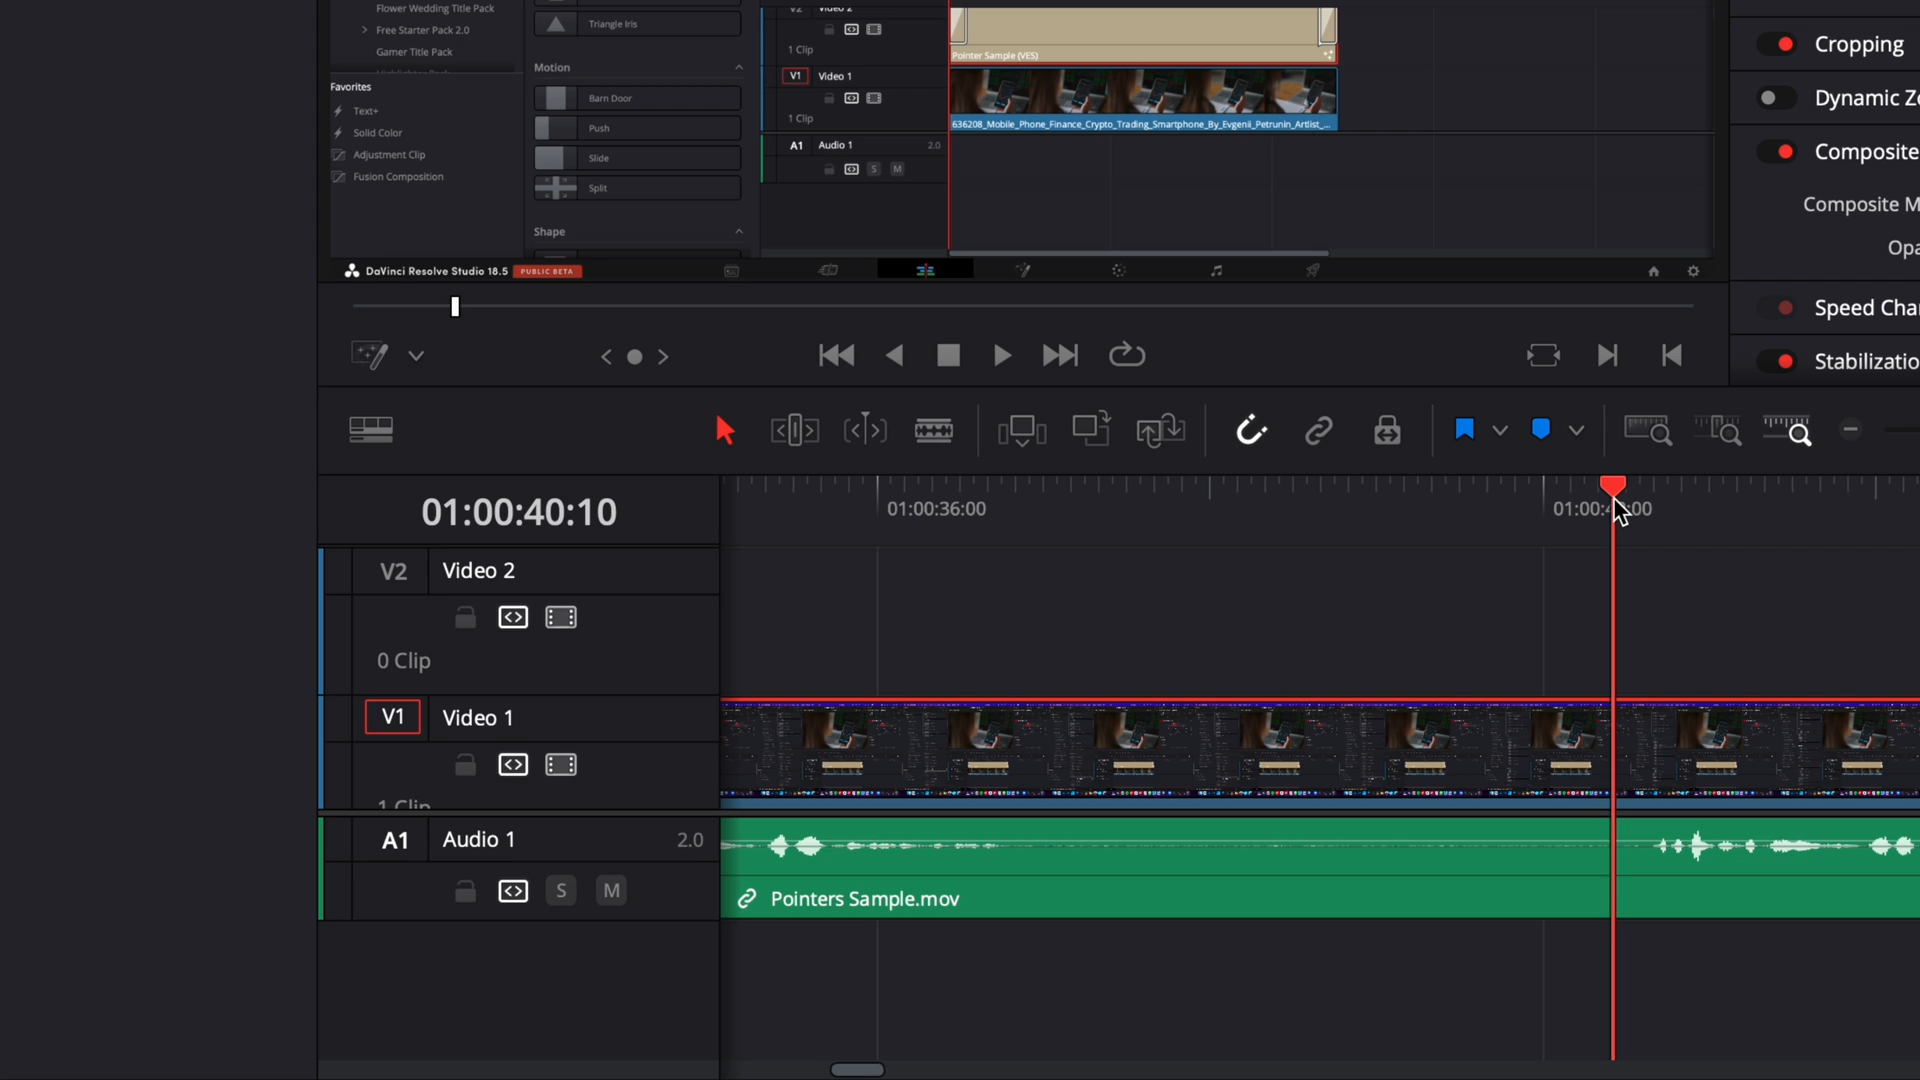 Flower Wedding Title Pack
Free Starter Pack 2.0
Gamer Title Pack
Favorites
Text+
Solid Color
Adjustment Clip
Fusion Composition
Triangle Iris
Motion
Barn Door
Push
Slide
Split
Shape
V2 Video 2
1 Clip
V1 Video 1
1 Clip
A1 Audio 1 2.0
S M
Pointer Sample (VES)
636208_Mobile_Phone_Finance_Crypto_Trading_Smartphone_By_Evgenii_Petrunin_Artlist_...
DaVinci Resolve Studio 18.5 PUBLIC BETA
Cropping
Dynamic Zo
Composite
Composite M
Opa
Speed Cha
Stabilizatio
01:00:40:10
01:00:36:00
01:00:4 :00
V2 Video 2
0 Clip
V1 Video 1
1 Clip
A1 Audio 1 2.0
S M
Pointers Sample.mov